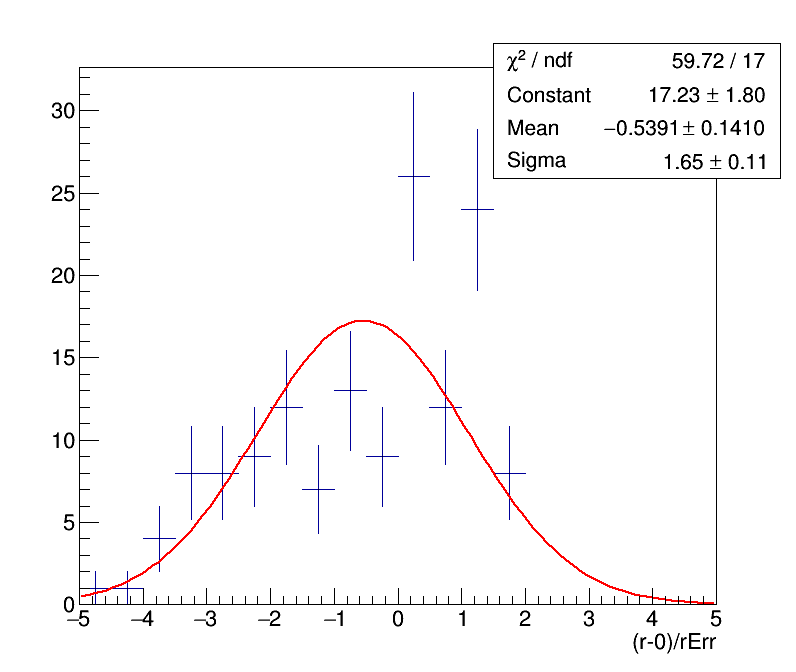 χ² / ndf 59.72 / 17
Constant 17.23 ± 1.80
Mean −0.5391 ± 0.1410
Sigma 1.65 ± 0.11
30
25
20
15
10
5
0
−5 −4 −3 −2 −1 0 1 2 3 4 5
(r-0)/rErr